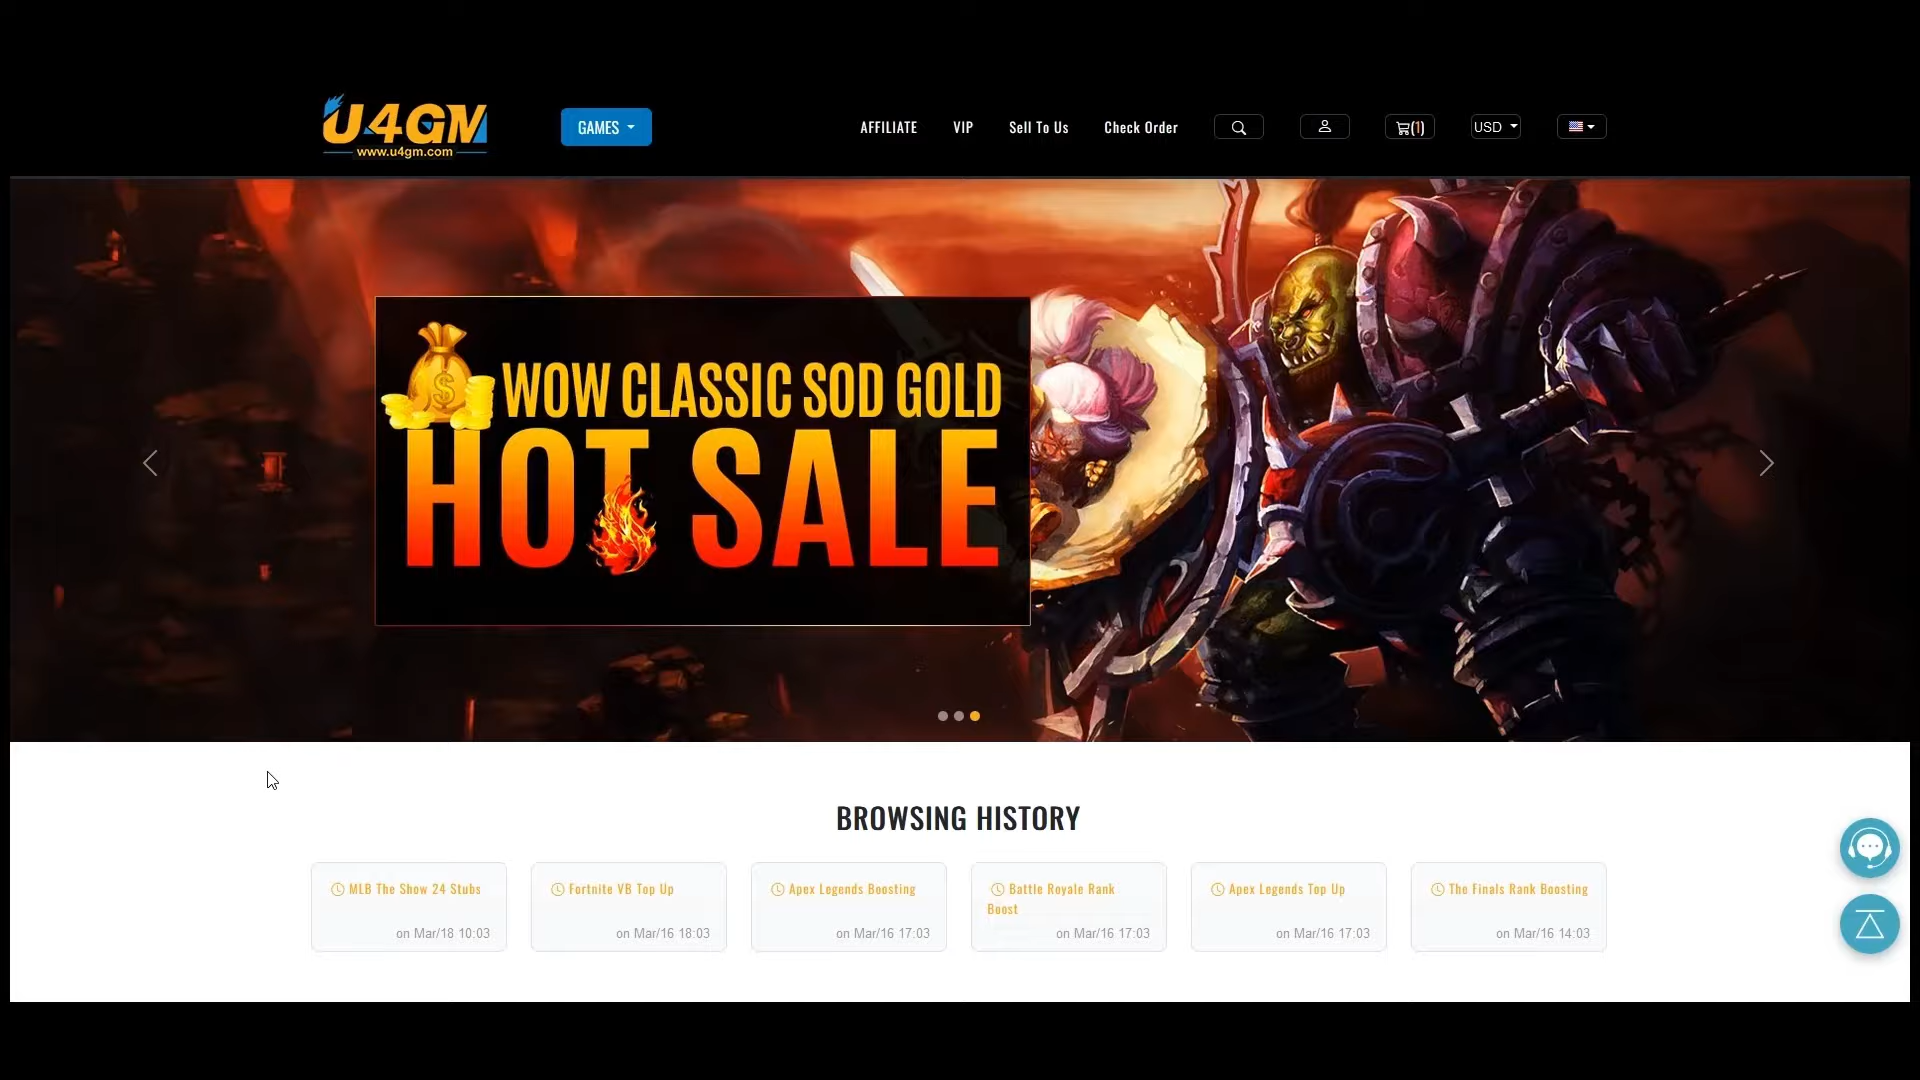 U4GM
www.u4gm.com
GAMES
AFFILIATE
VIP
Sell To Us
Check Order
(1)
USD
WOW CLASSIC SOD GOLD
HOT SALE
BROWSING HISTORY
MLB The Show 24 Stubs
on Mar/18 10:03
Fortnite VB Top Up
on Mar/16 18:03
Apex Legends Boosting
on Mar/16 17:03
Battle Royale Rank
Boost
on Mar/16 17:03
Apex Legends Top Up
on Mar/16 17:03
The Finals Rank Boosting
on Mar/16 14:03